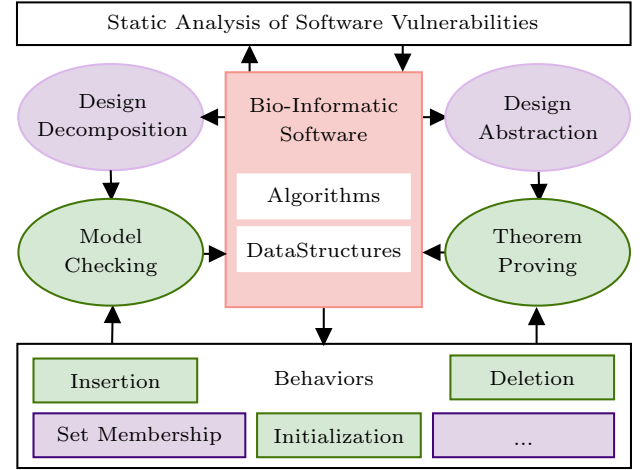 Static Analysis of Software Vulnerabilities
Design
Decomposition
Bio-Informatic
Software
Design
Abstraction
Algorithms
DataStructures
Model
Checking
Theorem
Proving
Insertion
Behaviors
Deletion
Set Membership
Initialization
...